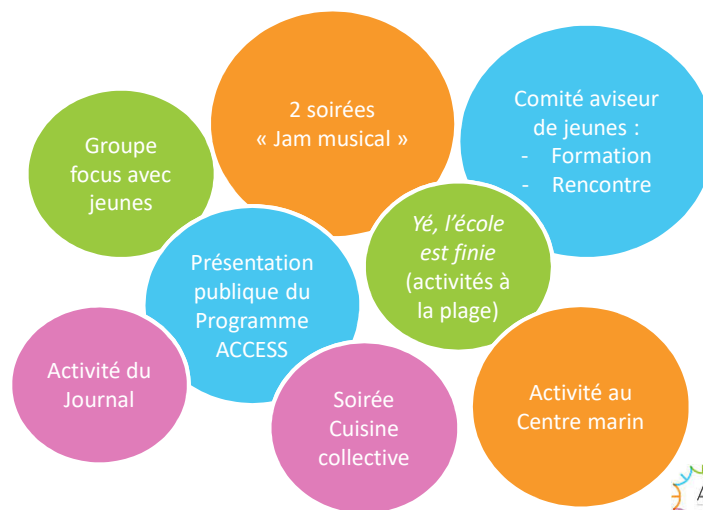 2 soirées
« Jam musical »
Comité aviseur
de jeunes :
- Formation
- Rencontre
Groupe
focus avec
jeunes
Yé, l'école
est finie
(activités à
la plage)
Présentation
publique du
Programme
ACCESS
Activité du
Journal
Soirée
Cuisine
collective
Activité au
Centre marin